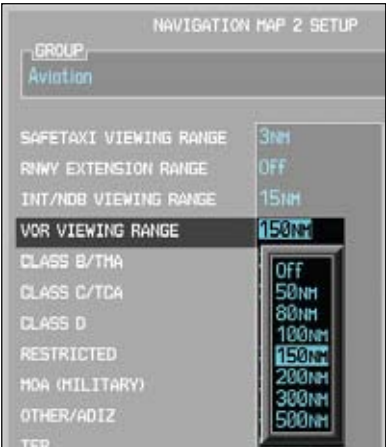 NAVIGATION MAP 2 SETUP
GROUP
Aviation
SAFETAXI VIEWING RANGE 3NM
RNWY EXTENSION RANGE Off
INT/NDB VIEWING RANGE 15NM
VOR VIEWING RANGE 150NM
CLASS B/TMA
CLASS C/TCA
CLASS D
RESTRICTED
MOA (MILITARY)
OTHER/ADIZ
TFR
Off
50NM
80NM
100NM
150NM
200NM
300NM
500NM